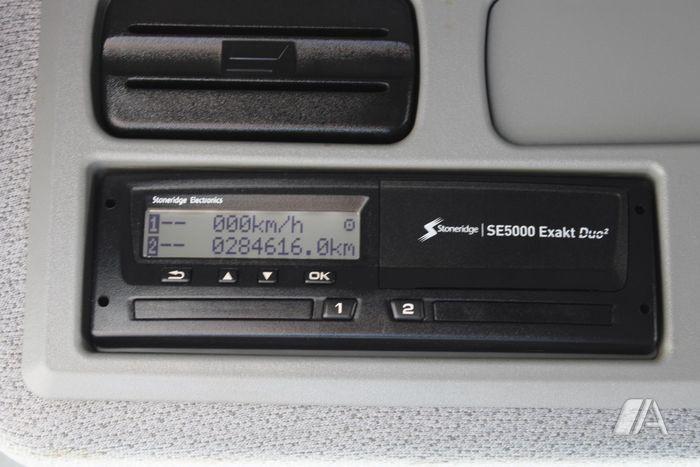 Stoneridge Electronics
1-- 000km/h
2-- 0284616.0km
OK
Stoneridge | SE5000 Exakt Duo²
1
2
A